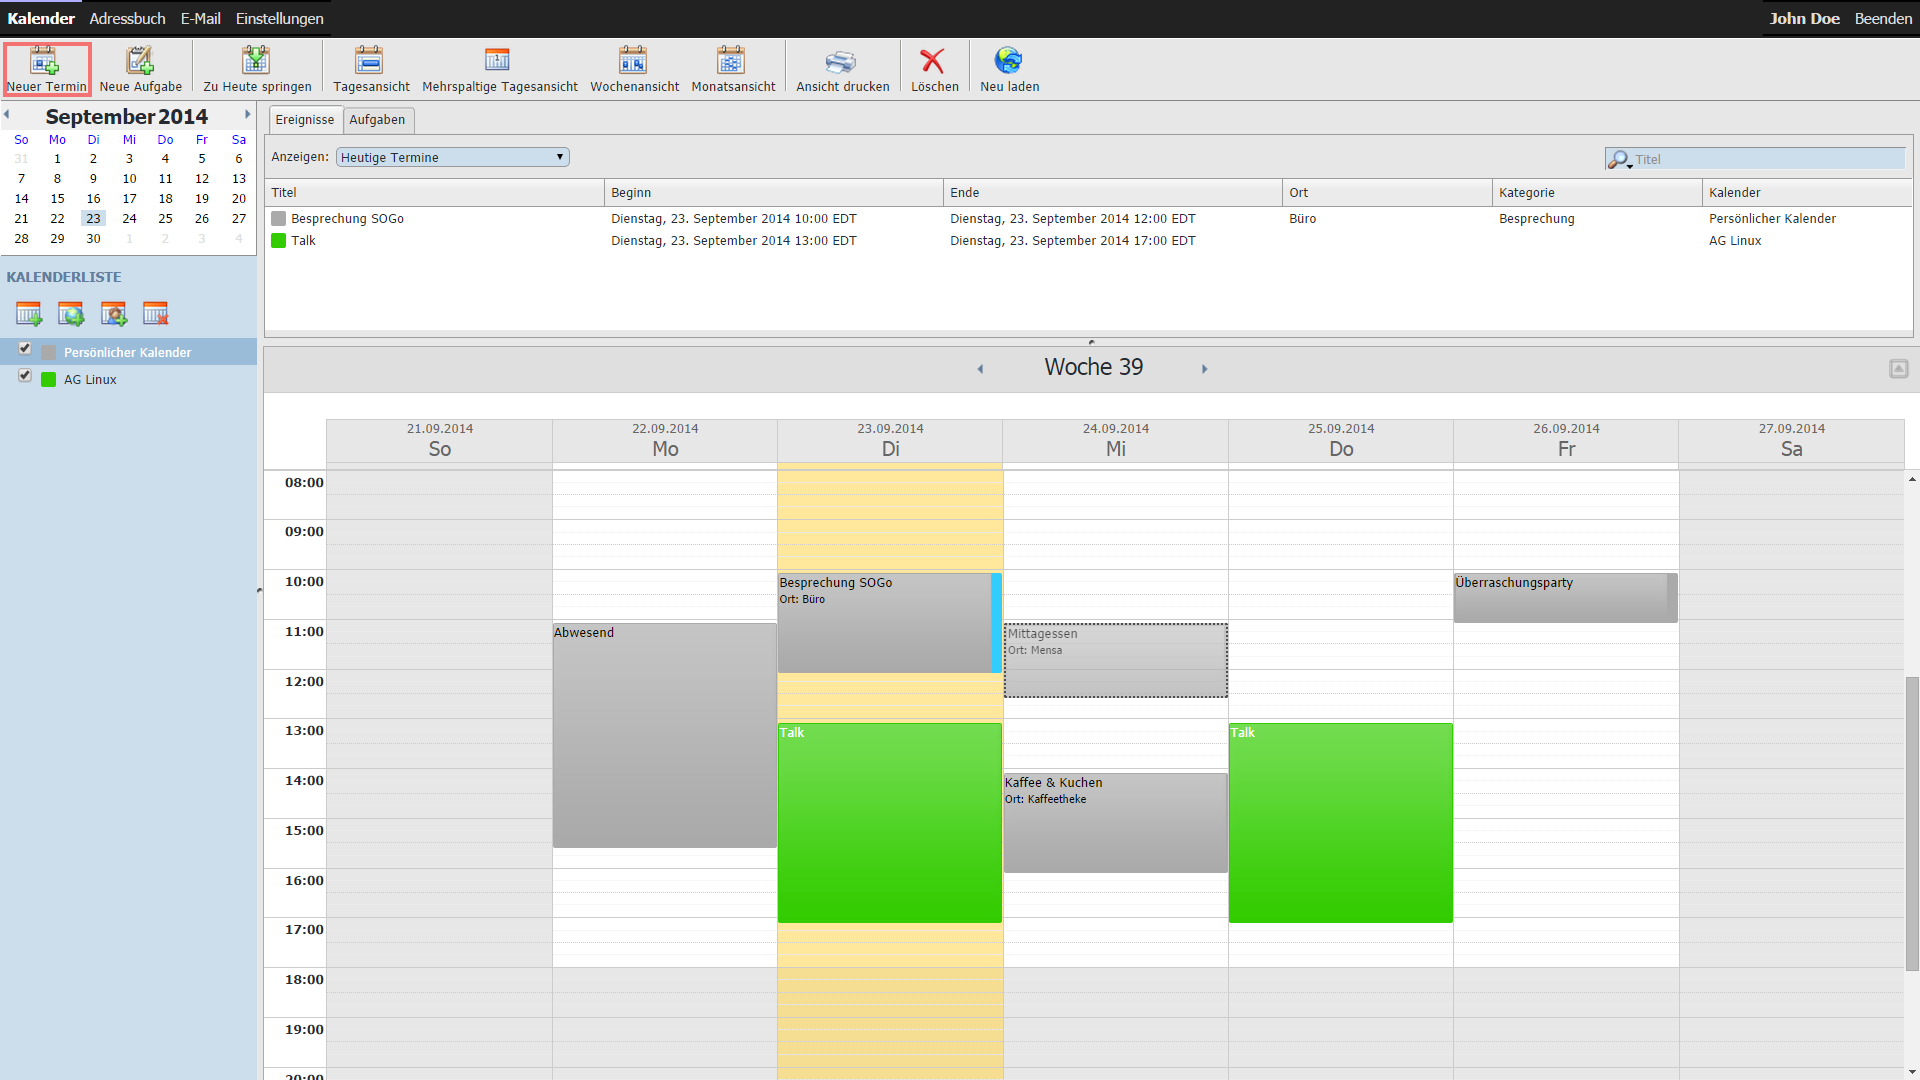 Kalender Adressbuch E-Mail Einstellungen John Doe Beenden
Neuer Termin Neue Aufgabe Zu Heute springen Tagesansicht Mehrspaltige Tagesansicht Wochenansicht Monatsansicht Ansicht drucken Löschen Neu laden
September 2014
So Mo Di Mi Do Fr Sa
31 1 2 3 4 5 6
7 8 9 10 11 12 13
14 15 16 17 18 19 20
21 22 23 24 25 26 27
28 29 30 1 2 3 4
KALENDERLISTE
Persönlicher Kalender
AG Linux
Ereignisse Aufgaben
Anzeigen: Heutige Termine Titel
Titel Beginn Ende Ort Kategorie Kalender
Besprechung SOGo Dienstag, 23. September 2014 10:00 EDT Dienstag, 23. September 2014 12:00 EDT Büro Besprechung Persönlicher Kalender
Talk Dienstag, 23. September 2014 13:00 EDT Dienstag, 23. September 2014 17:00 EDT AG Linux
Woche 39
21.09.2014 22.09.2014 23.09.2014 24.09.2014 25.09.2014 26.09.2014 27.09.2014
So Mo Di Mi Do Fr Sa
08:00
09:00
10:00 Besprechung SOGo Überraschungsparty
Ort: Büro
11:00 Abwesend Mittagessen
Ort: Mensa
12:00
13:00 Talk Talk
14:00 Kaffee & Kuchen
Ort: Kaffeetheke
15:00
16:00
17:00
18:00
19:00
20:00